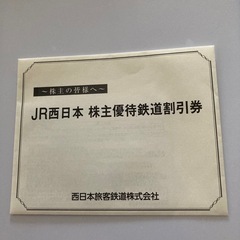 ～株主の皆様へ～
JR西日本 株主優待鉄道割引券
西日本旅客鉄道株式会社